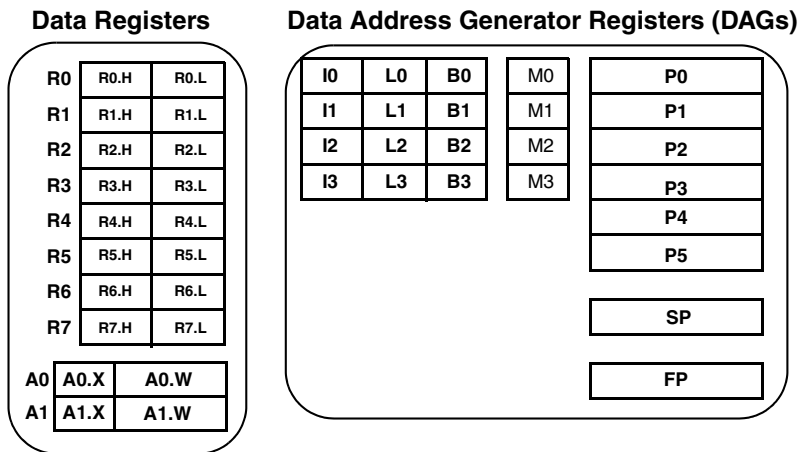 Data Registers
R0 R0.H R0.L
R1 R1.H R1.L
R2 R2.H R2.L
R3 R3.H R3.L
R4 R4.H R4.L
R5 R5.H R5.L
R6 R6.H R6.L
R7 R7.H R7.L
A0 A0.X A0.W
A1 A1.X A1.W
Data Address Generator Registers (DAGs)
I0 L0 B0 M0 P0
I1 L1 B1 M1 P1
I2 L2 B2 M2 P2
I3 L3 B3 M3 P3
P4
P5
SP
FP